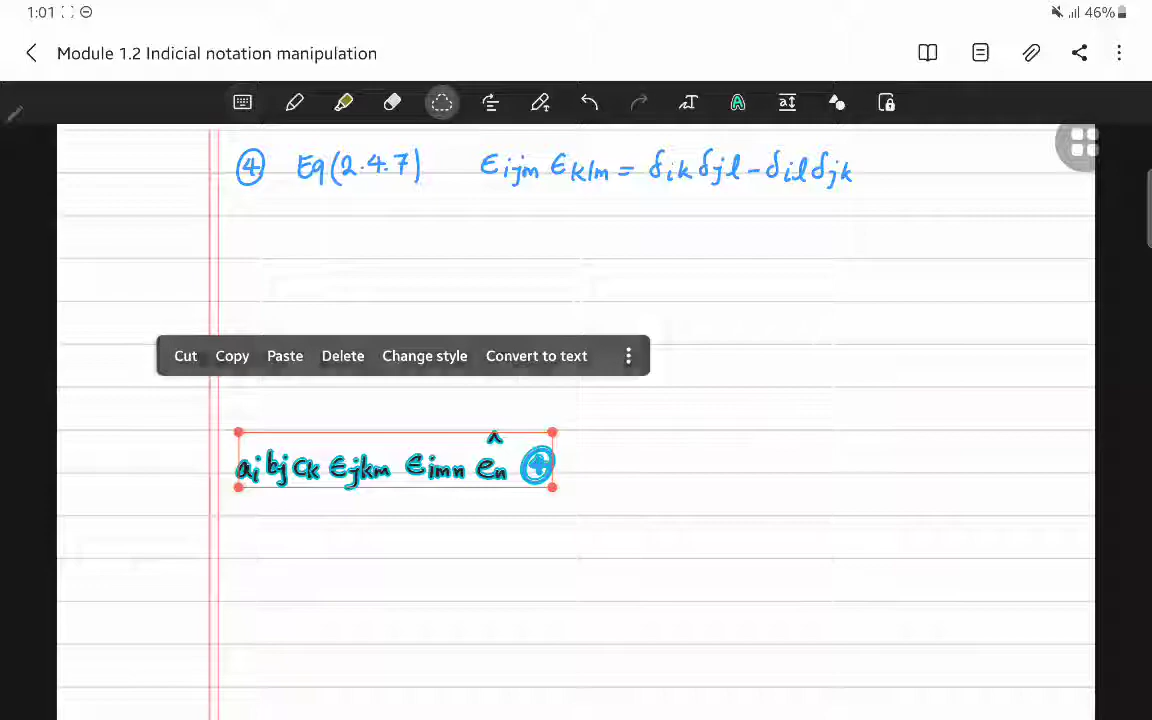 1:01 46%
Module 1.2 Indicial notation manipulation
④ Eq(2.4.7) ϵijm ϵklm = δik δjl - δil δjk
Cut Copy Paste Delete Change style Convert to text
ai bj ck ϵjkm ϵimn ên ④